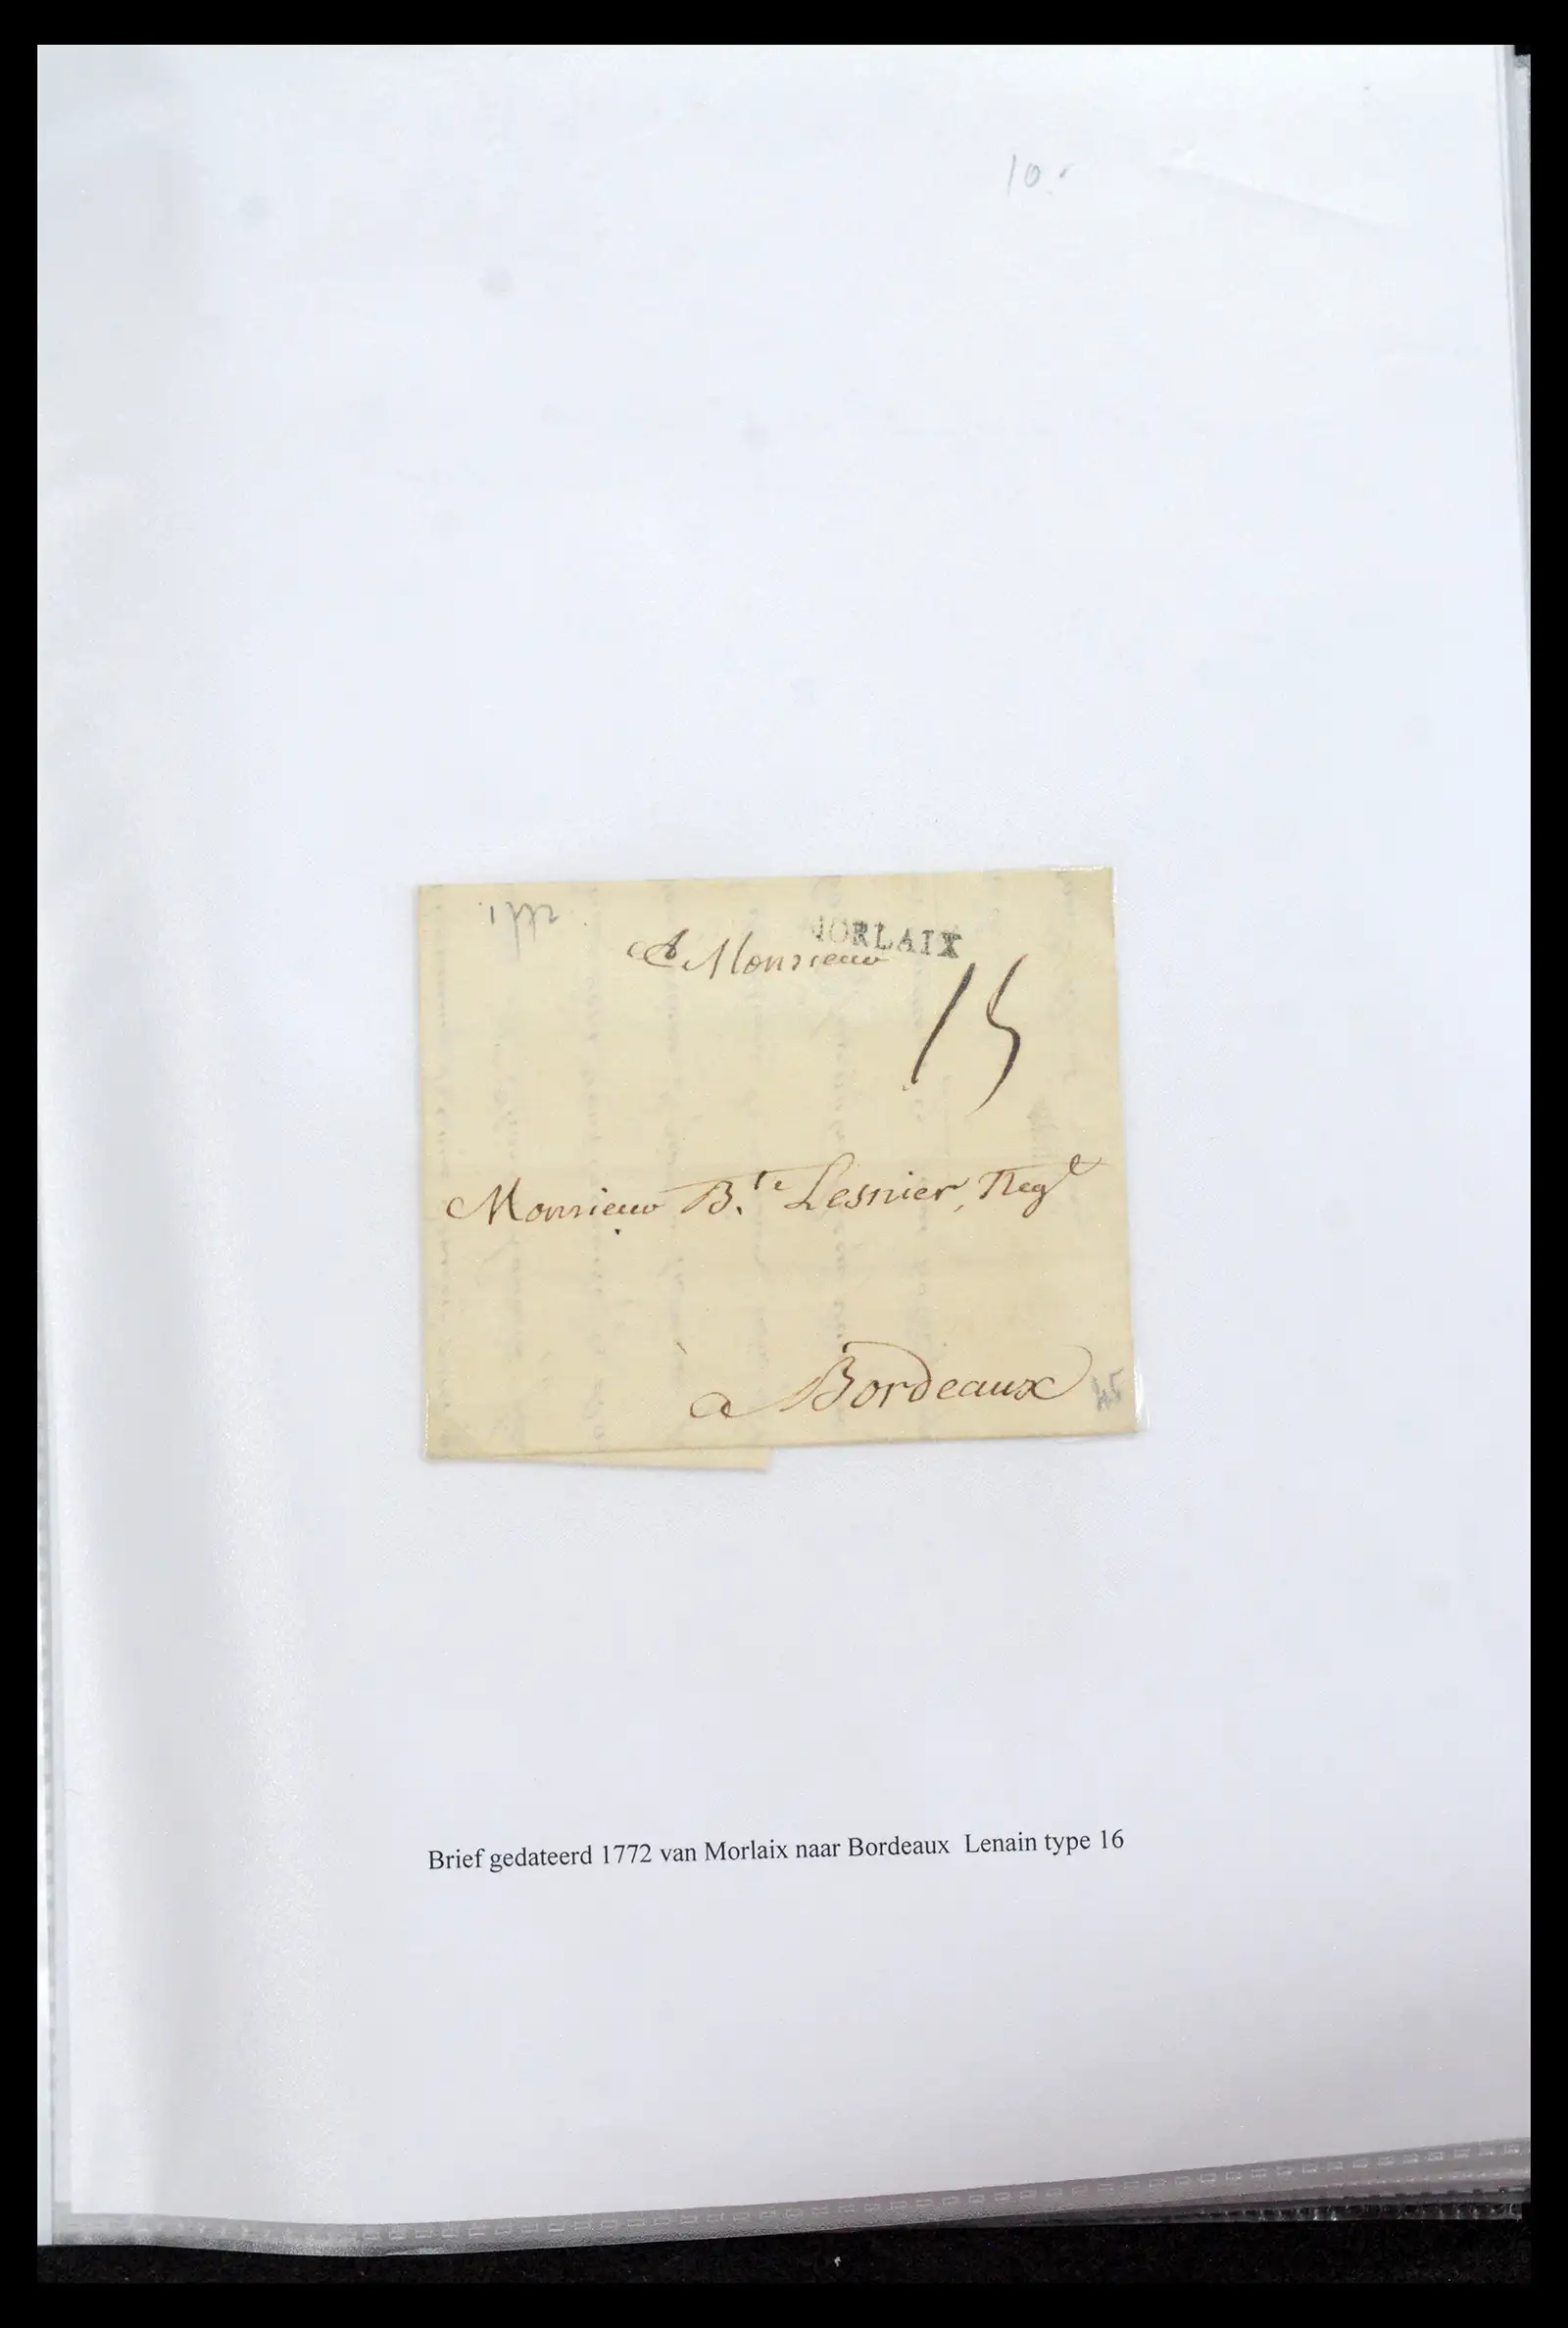 10.-
1772
MORLAIX
A Monsieur
15
Monsieur B.te Lesnier, Negt
a Bordeaux
45
Brief gedateerd 1772 van Morlaix naar Bordeaux Lenain type 16